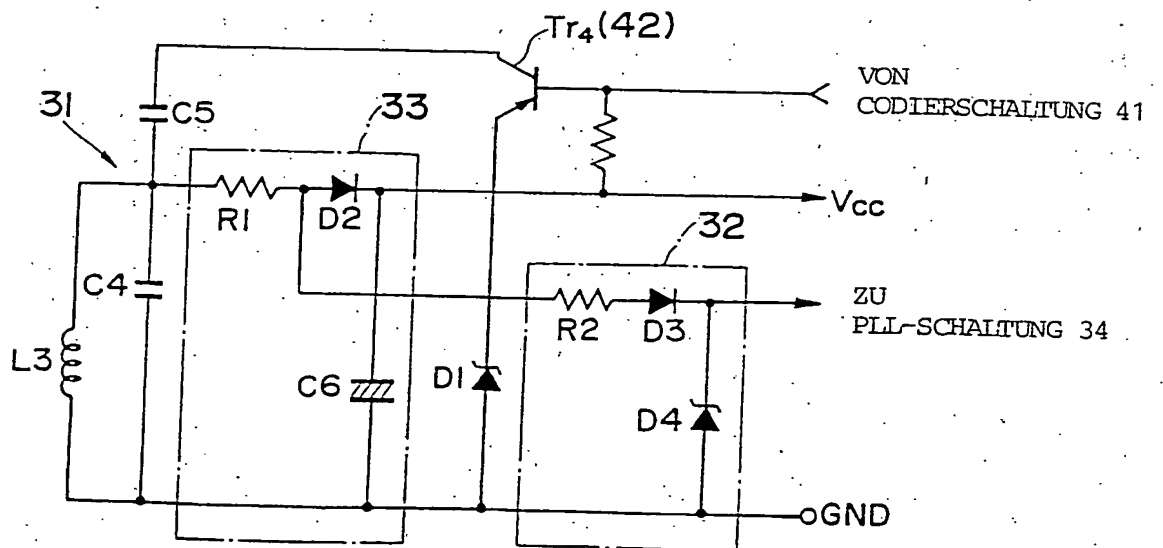 Tr4(42)
VON
CODIERSCHALTUNG 41
31
C5
33
R1
D2
Vcc
32
C4
ZU
PLL-SCHALTUNG 34
R2
D3
L3
C6
D1
D4
GND